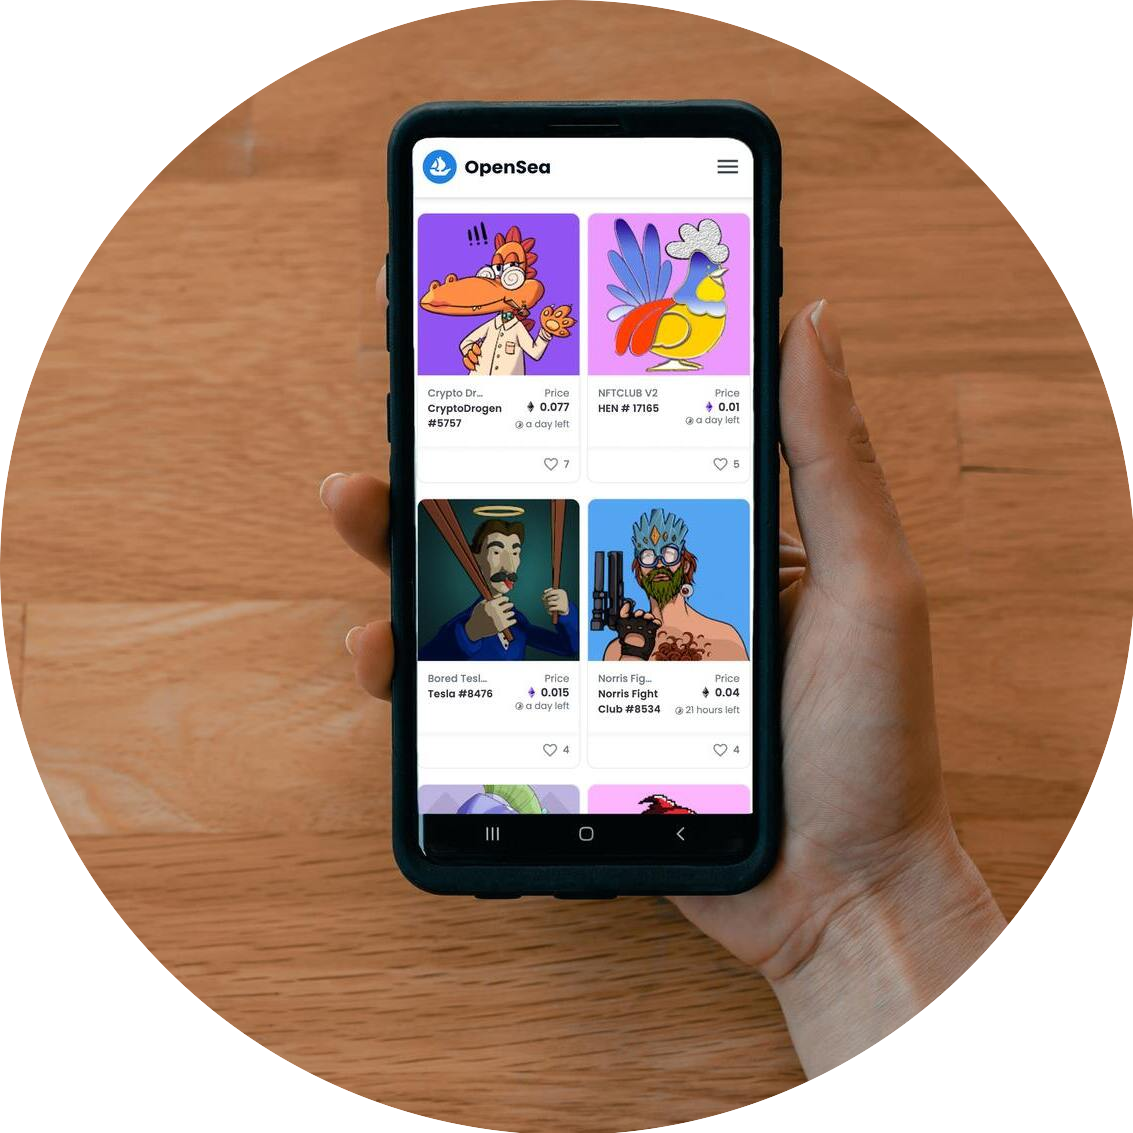 OpenSea
!!!
Crypto Dr...
Price
CryptoDrogen
0.077
#5757
a day left
7
NFTCLUB V2
Price
HEN # 17165
0.01
a day left
5
Bored Tesl...
Price
Tesla #8476
0.015
a day left
4
Norris Fig...
Price
Norris Fight
0.04
Club #8534
21 hours left
4